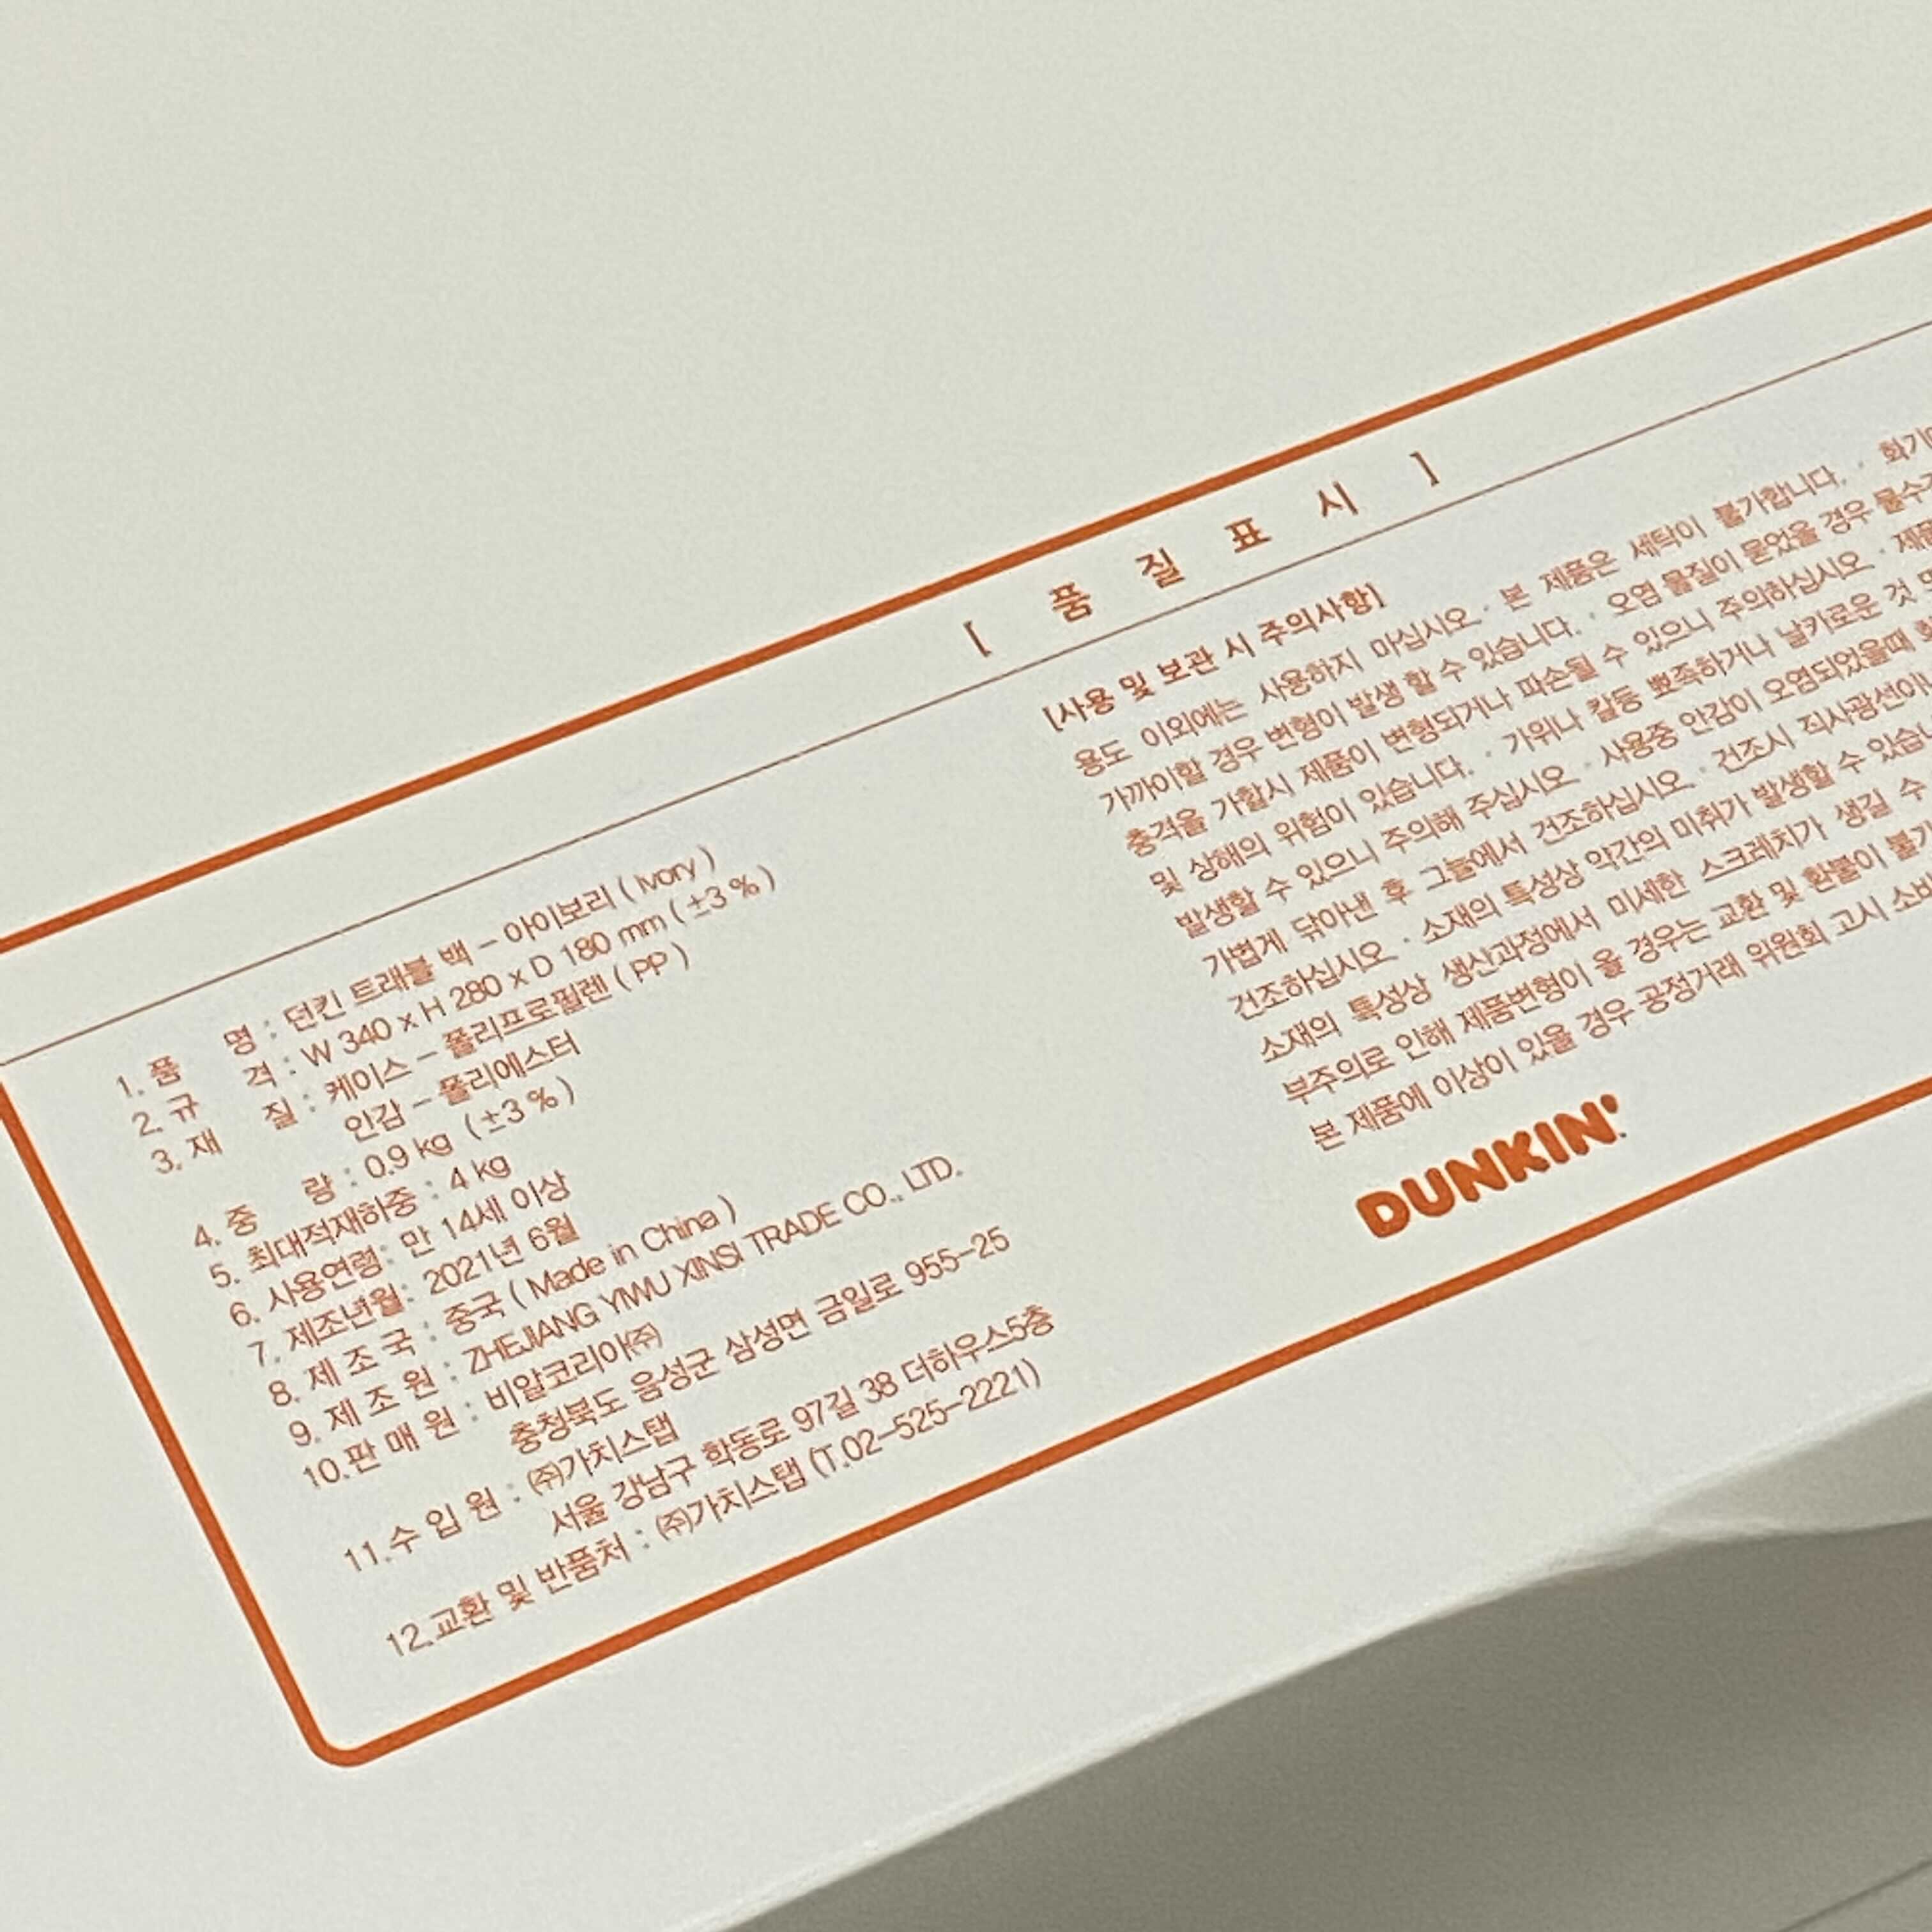 [ 품 질 표 시 ]
1. 품 명 : 던킨 트래블 백 – 아이보리 ( Ivory )
2. 규 격 : W 340 x H 280 x D 180 mm ( ±3 % )
3. 재 질 : 케이스 – 폴리프로필렌 ( PP )
안감 – 폴리에스터
4. 중 량 : 0.9 kg ( ±3 % )
5. 최대적재하중 : 4 kg
6. 사용연령: 만 14세 이상
7. 제조년월: 2021년 6월
8. 제 조 국 : 중국 ( Made in China )
9. 제 조 원 : ZHEJIANG YIWU XINSI TRADE CO., LTD.
10.판 매 원 : 비알코리아㈜
충청북도 음성군 삼성면 금일로 955-25
11.수 입 원 : ㈜가치스탭
서울 강남구 학동로 97길 38 더하우스5층
12.교환 및 반품처 : ㈜가치스탭 (T.02-525-2221)
[사용 및 보관 시 주의사항]
용도 이외에는 사용하지 마십시오. · 본 제품은 세탁이 불가합니다. · 화기에
가까이할 경우 변형이 발생 할 수 있습니다. · 오염 물질이 묻었을 경우 물수
충격을 가할시 제품이 변형되거나 파손될 수 있으니 주의하십시오. · 제품
및 상해의 위험이 있습니다. · 가위나 칼등 뾰족하거나 날카로운 것
발생할 수 있으니 주의해 주십시오. · 사용중 안감이 오염되었을때
가볍게 닦아낸 후 그늘에서 건조하십시오. · 건조시 직사광선이
건조하십시오. · 소재의 특성상 약간의 미취가 발생할 수 있습
소재의 특성상 생산과정에서 미세한 스크레치가 생길 수
부주의로 인해 제품변형이 올 경우는 교환 및 환불이 불
본 제품에 이상이 있을 경우 공정거래 위원회 고시 소비
DUNKIN'